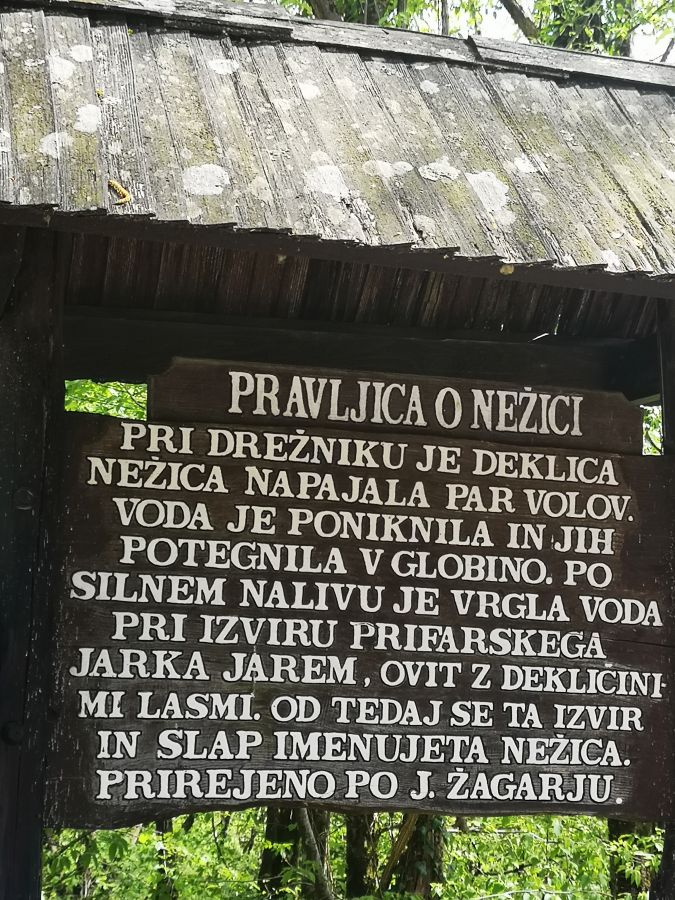 PRAVLJICA O NEŽICI
PRI DREŽNIKU JE DEKLICA
NEŽICA NAPAJALA PAR VOLOV.
VODA JE PONIKNILA IN JIH
POTEGNILA V GLOBINO. PO
SILNEM NALIVU JE VRGLA VODA
PRI IZVIRU PRIFARSKEGA
JARKA JAREM, OVIT Z DEKLICINI
MI LASMI. OD TEDAJ SE TA IZVIR
IN SLAP IMENUJETA NEŽICA.
PRIREJENO PO J. ŽAGARJU.